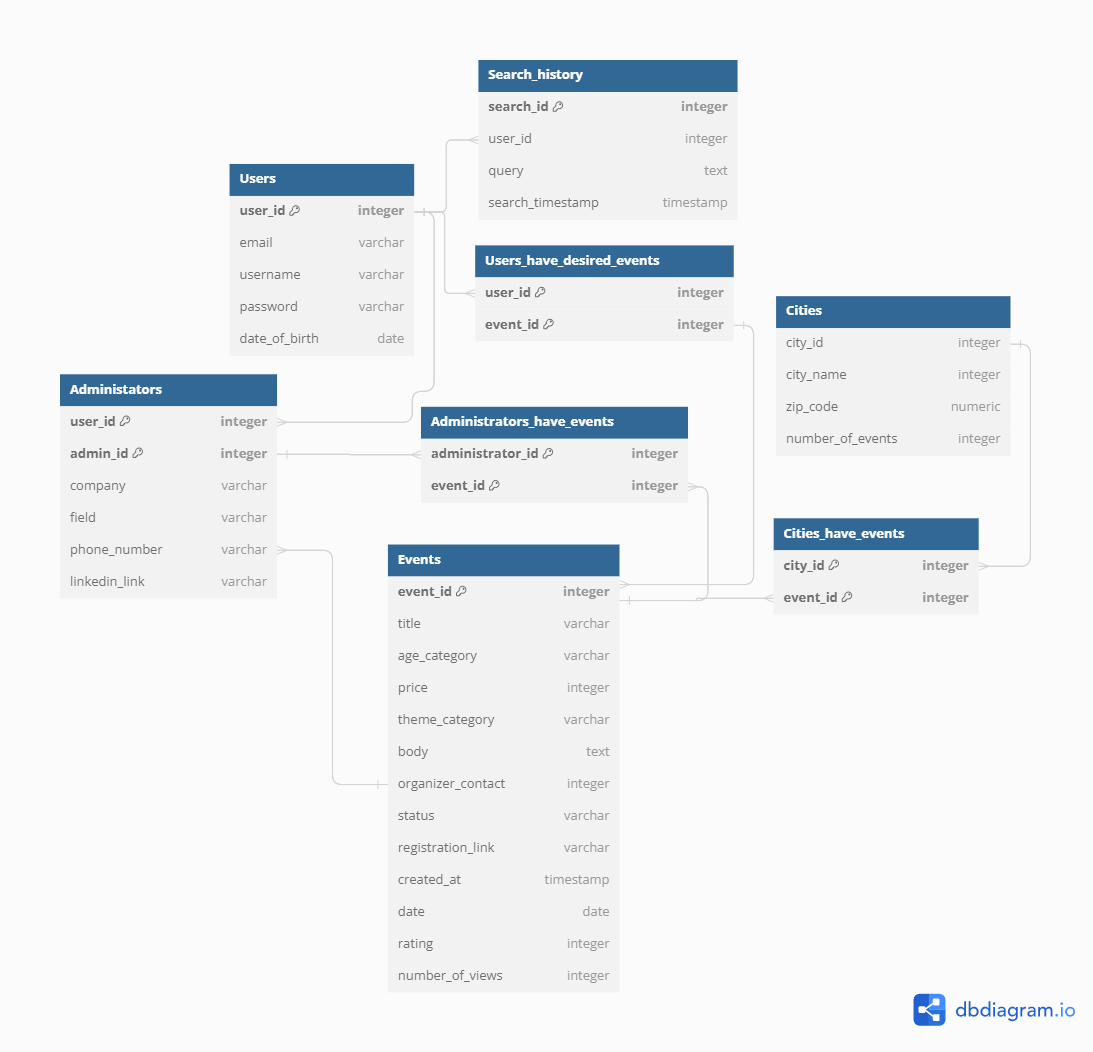 Search_history
search_id integer
user_id integer
query text
search_timestamp timestamp
Users
user_id integer
email varchar
username varchar
password varchar
date_of_birth date
Users_have_desired_events
user_id integer
event_id integer
Cities
city_id integer
city_name integer
zip_code numeric
number_of_events integer
Administators
user_id integer
admin_id integer
company varchar
field varchar
phone_number varchar
linkedin_link varchar
Administrators_have_events
administrator_id integer
event_id integer
Cities_have_events
city_id integer
event_id integer
Events
event_id integer
title varchar
age_category varchar
price integer
theme_category varchar
body text
organizer_contact integer
status varchar
registration_link varchar
created_at timestamp
date date
rating integer
number_of_views integer
dbdiagram.io